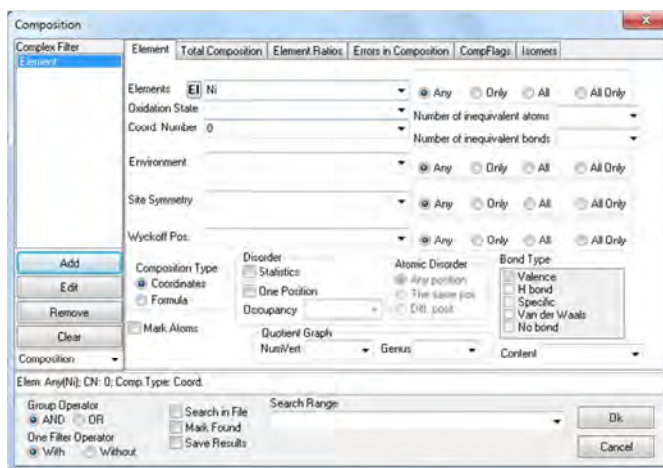 Composition
Complex Filter
Element
Element Total Composition Element Ratios Errors in Composition CompFlags Isomers
Elements El Ni Any Only All All Only
Oxidation State Number of inequivalent atoms
Coord. Number 0 Number of inequivalent bonds
Environment Any Only All All Only
Site Symmetry Any Only All All Only
Wyckoff Pos. Any Only All All Only
Add
Edit
Remove
Clear
Composition
Composition Type
Coordinates
Formula
Mark Atoms
Disorder
Statistics
One Position
Occupancy
Atomic Disorder
Any position
The same pos.
Diff. posit.
Bond Type
Valence
H bond
Specific
Van der Waals
No bond
Quotient Graph
NumVert Genus
Content
Elem: Any[Ni]; CN: 0; Comp.Type: Coord.
Group Operator
AND OR
One Filter Operator
With Without
Search in File
Mark Found
Save Results
Search Range
Ok
Cancel